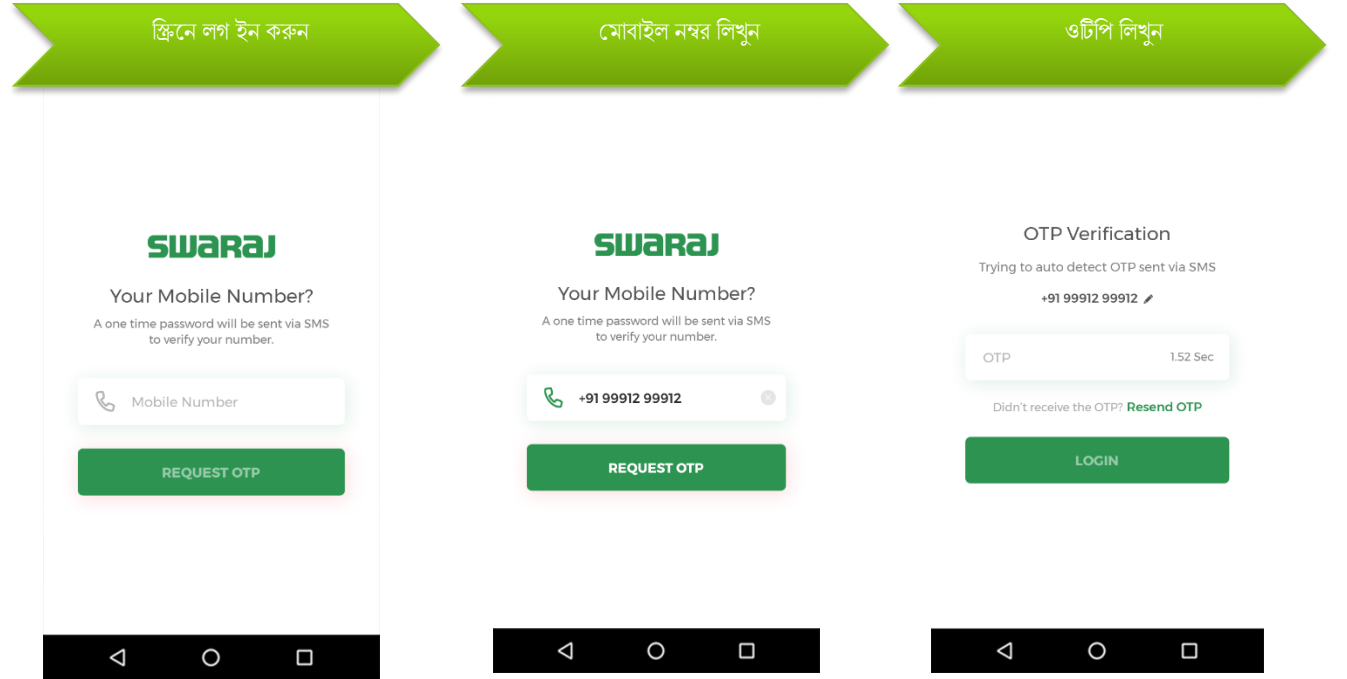 স্ক্রিনে লগ ইন করুন
মোবাইল নম্বর লিখুন
ওটিপি লিখুন
SWARAJ
Your Mobile Number?
A one time password will be sent via SMS
to verify your number.
Mobile Number
REQUEST OTP
SWARAJ
Your Mobile Number?
A one time password will be sent via SMS
to verify your number.
+91 99912 99912
REQUEST OTP
OTP Verification
Trying to auto detect OTP sent via SMS
+91 99912 99912
OTP 1.52 Sec
Didn't receive the OTP? Resend OTP
LOGIN